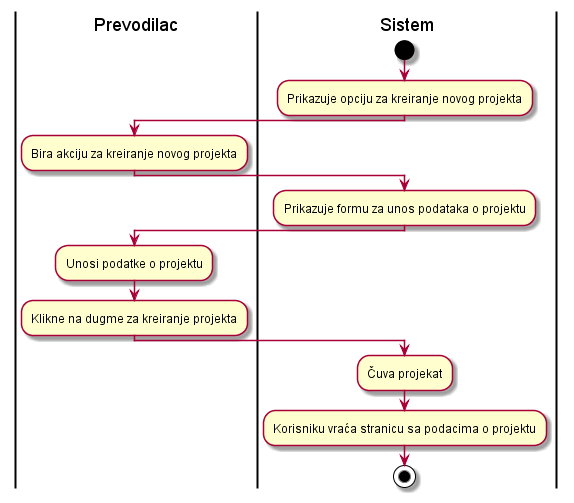 Prevodilac
Sistem
Prikazuje opciju za kreiranje novog projekta
Bira akciju za kreiranje novog projekta
Prikazuje formu za unos podataka o projektu
Unosi podatke o projektu
Klikne na dugme za kreiranje projekta
Čuva projekat
Korisniku vraća stranicu sa podacima o projektu